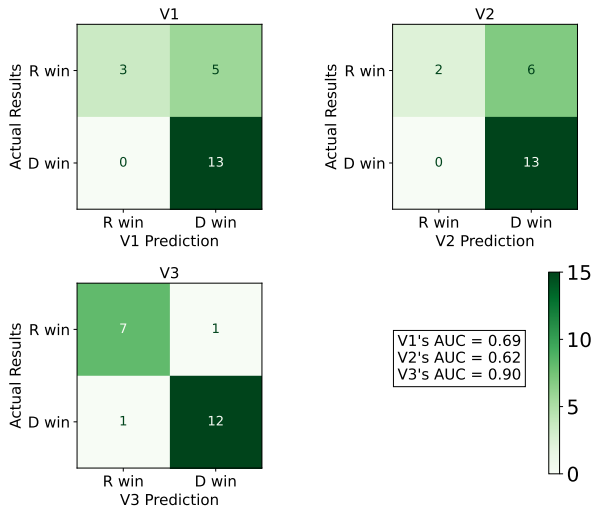 V1
Actual Results
R win
3
5
D win
0
13
R win
D win
V1 Prediction
V2
Actual Results
R win
2
6
D win
0
13
R win
D win
V2 Prediction
V3
Actual Results
R win
7
1
D win
1
12
R win
D win
V3 Prediction
V1's AUC = 0.69
V2's AUC = 0.62
V3's AUC = 0.90
15
10
5
0